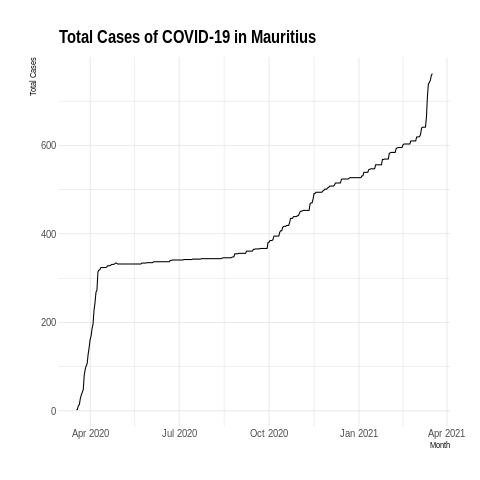 Total Cases of COVID-19 in Mauritius
Total Cases
600
400
200
0
Apr 2020 Jul 2020 Oct 2020 Jan 2021 Apr 2021
Month